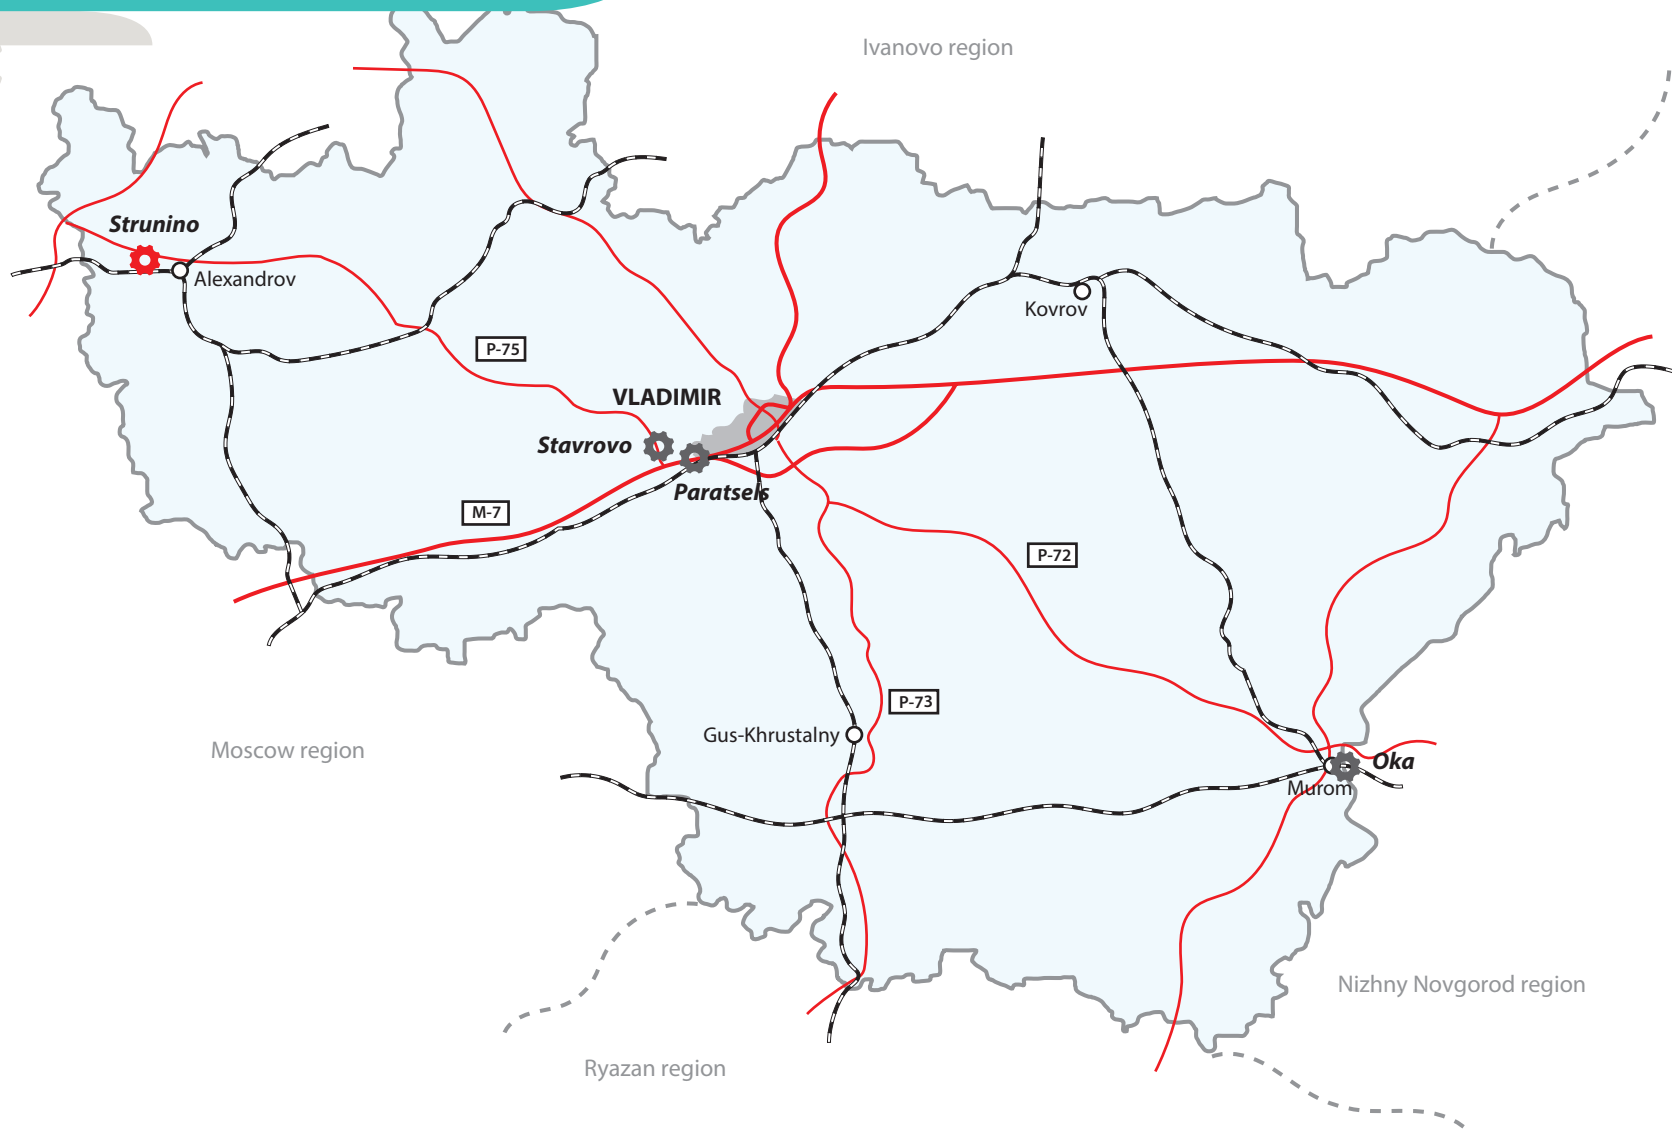 Ivanovo region
Strunino
Alexandrov
Kovrov
P-75
VLADIMIR
Stavrovo
Paratsels
M-7
P-72
P-73
Gus-Khrustalny
Moscow region
Oka
Murom
Nizhny Novgorod region
Ryazan region